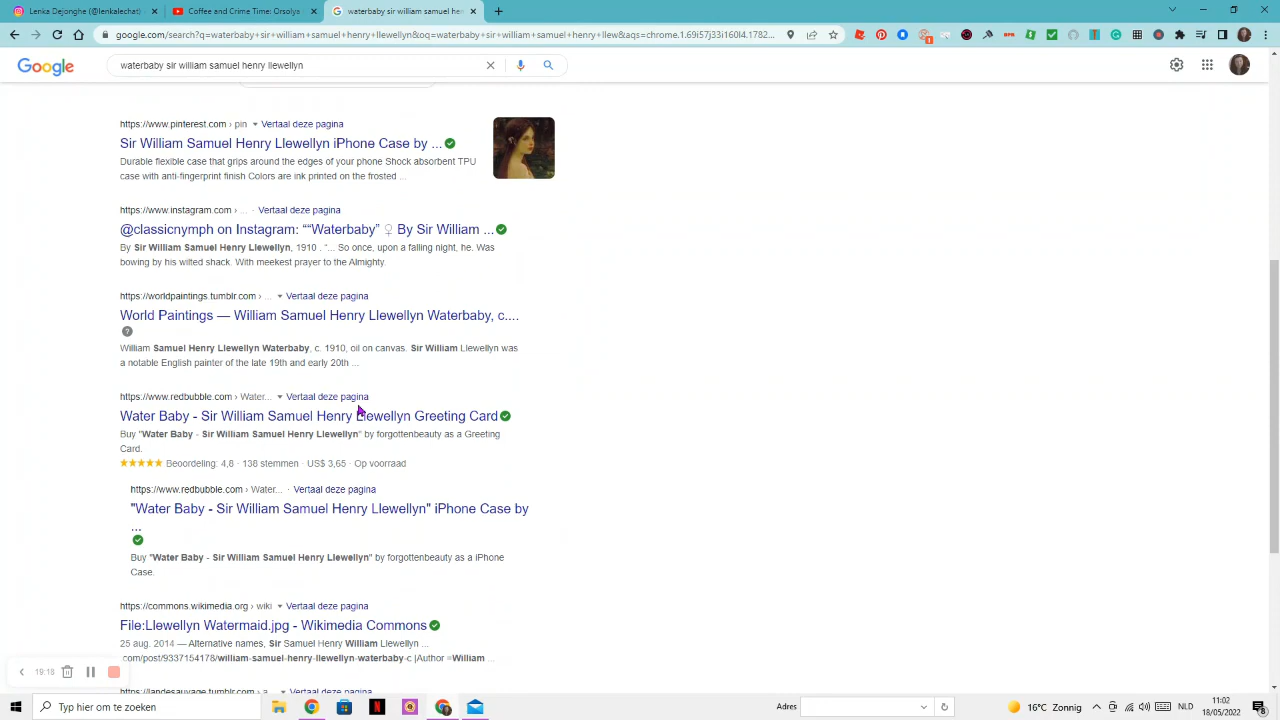 Lenka Dejonghe (@lenkalechat)
Coffee and Crime Time: Orsolya
waterbaby sir william samuel hen
google.com/search?q=waterbaby+sir+william+samuel+henry+llewellyn&oq=waterbaby+sir+william+samuel+henry+llew&aqs=chrome.1.69i57j33i160l4.1782...
Google
waterbaby sir william samuel henry llewellyn
https://www.pinterest.com › pin Vertaal deze pagina
Sir William Samuel Henry Llewellyn iPhone Case by ...
Durable flexible case that grips around the edges of your phone Shock absorbent TPU
case with anti-fingerprint finish Colors are ink printed on the frosted ...
https://www.instagram.com › ... · Vertaal deze pagina
@classicnymph on Instagram: "“Waterbaby” ♀ By Sir William ...
By Sir William Samuel Henry Llewellyn, 1910 . “... So once, upon a falling night, he. Was
bowing by his wilted shack. With meekest prayer to the Almighty.
https://worldpaintings.tumblr.com › ... Vertaal deze pagina
World Paintings — William Samuel Henry Llewellyn Waterbaby, c....
William Samuel Henry Llewellyn Waterbaby, c. 1910, oil on canvas. Sir William Llewellyn was
a notable English painter of the late 19th and early 20th ...
https://www.redbubble.com › Water... Vertaal deze pagina
Water Baby - Sir William Samuel Henry Llewellyn Greeting Card
Buy "Water Baby - Sir William Samuel Henry Llewellyn" by forgottenbeauty as a Greeting
Card.
★★★★★ Beoordeling: 4,8 · 138 stemmen · US$ 3,65 · Op voorraad
https://www.redbubble.com › Water... · Vertaal deze pagina
"Water Baby - Sir William Samuel Henry Llewellyn" iPhone Case by
...
Buy "Water Baby - Sir William Samuel Henry Llewellyn" by forgottenbeauty as a iPhone
Case.
https://commons.wikimedia.org › wiki Vertaal deze pagina
File:Llewellyn Watermaid.jpg - Wikimedia Commons
25 aug. 2014 — Alternative names, Sir Samuel Henry William Llewellyn ...
com/post/9337154178/william-samuel-henry-llewellyn-waterbaby-c |Author =William ...
https://landesauvage.tumblr.com › a... Vertaal deze pagina
19:18
Typ hier om te zoeken
Adres
16°C Zonnig
NLD
11:02
18/05/2022